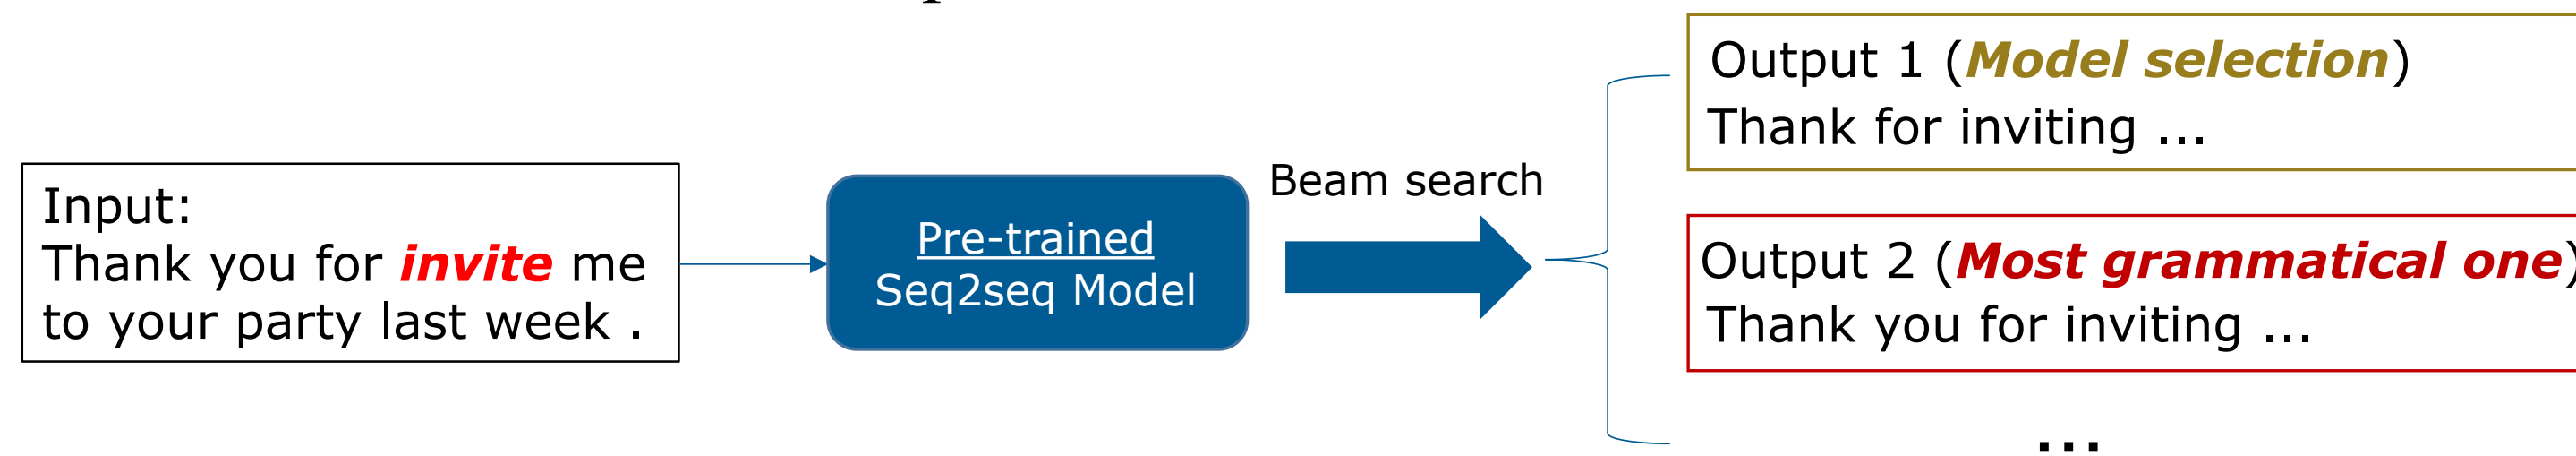 Input:
Thank you for invite me
to your party last week .
Pre-trained
Seq2seq Model
Beam search
Output 1 (Model selection)
Thank for inviting ...
Output 2 (Most grammatical one)
Thank you for inviting ...
...